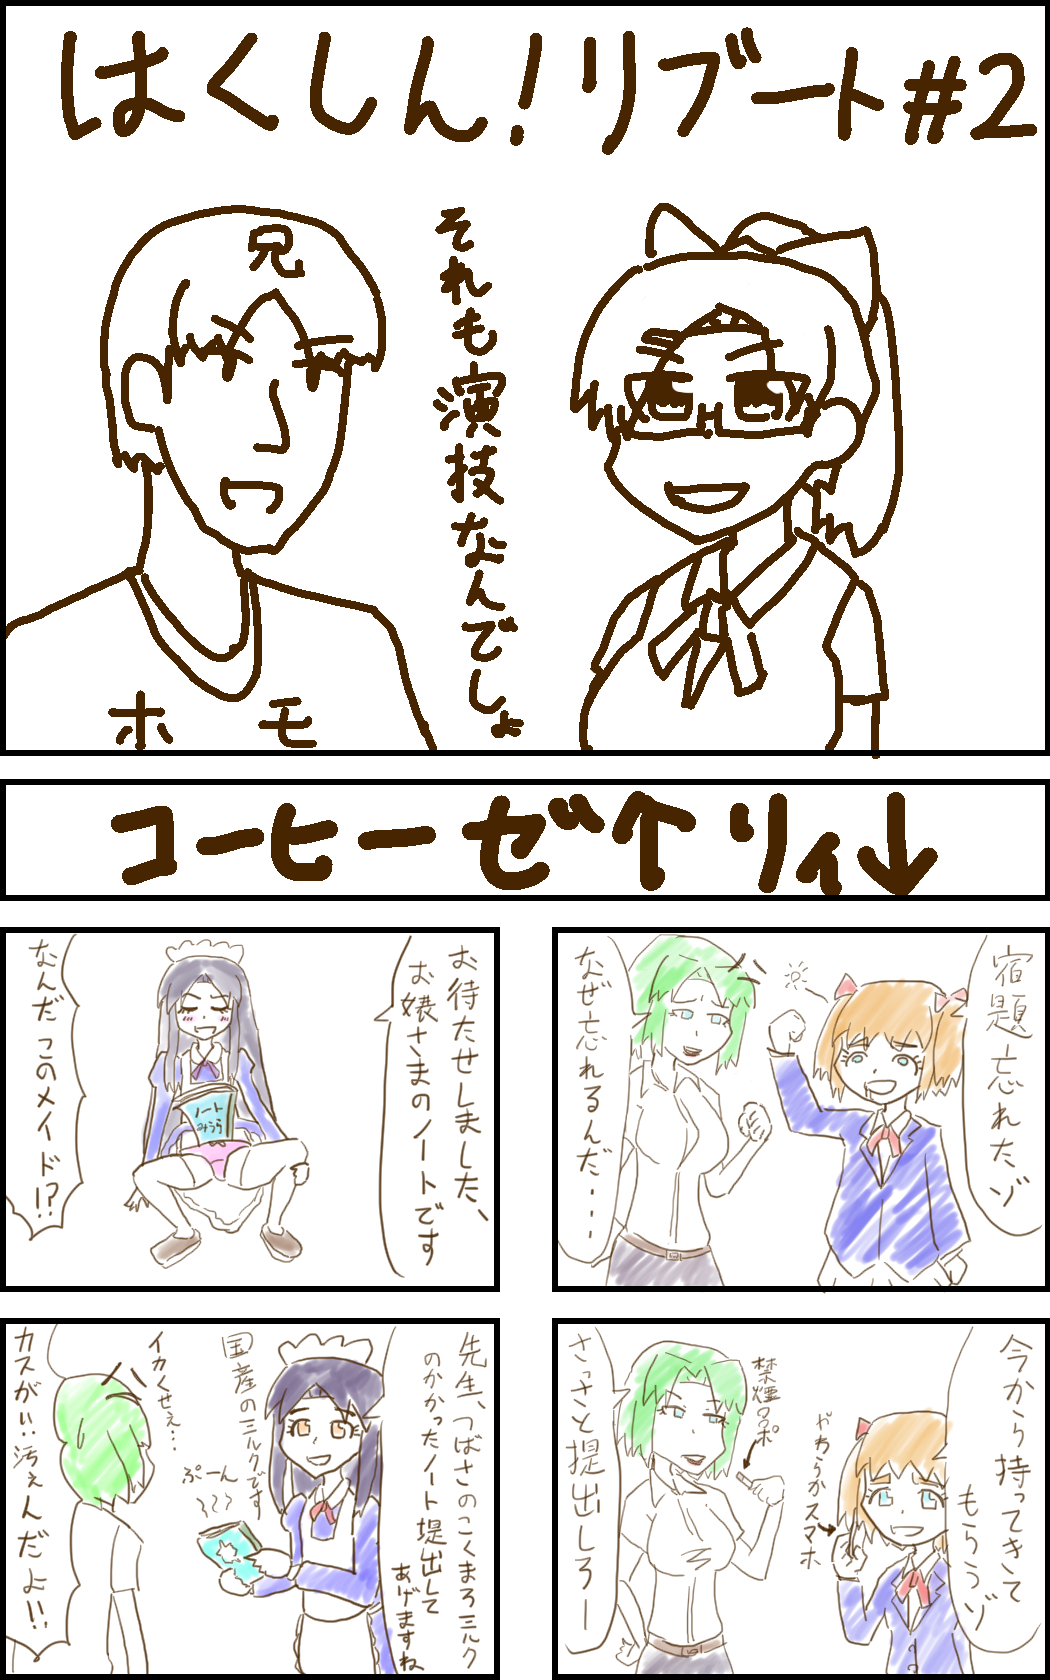 はくしん!リブート#2
兄
それも演技なんでしょ
ホモ
コーヒーゼ↑リィ↓
宿題忘れたゾ
なぜ忘れるんだ・・・・
今から持ってきて
もらうゾ
やわらかスマホ
禁煙パイポ
さっさと提出しろー
お待たせしました、
お嬢さまのノートです
ノート
みうら
なんだこのメイド!?
先生、つばさのこくまろミルク
のかかったノート堤出して
あげますね
国産のミルクです
ぷーん
イカくせぇ・・・
カスがい汚ぇんだよ!!